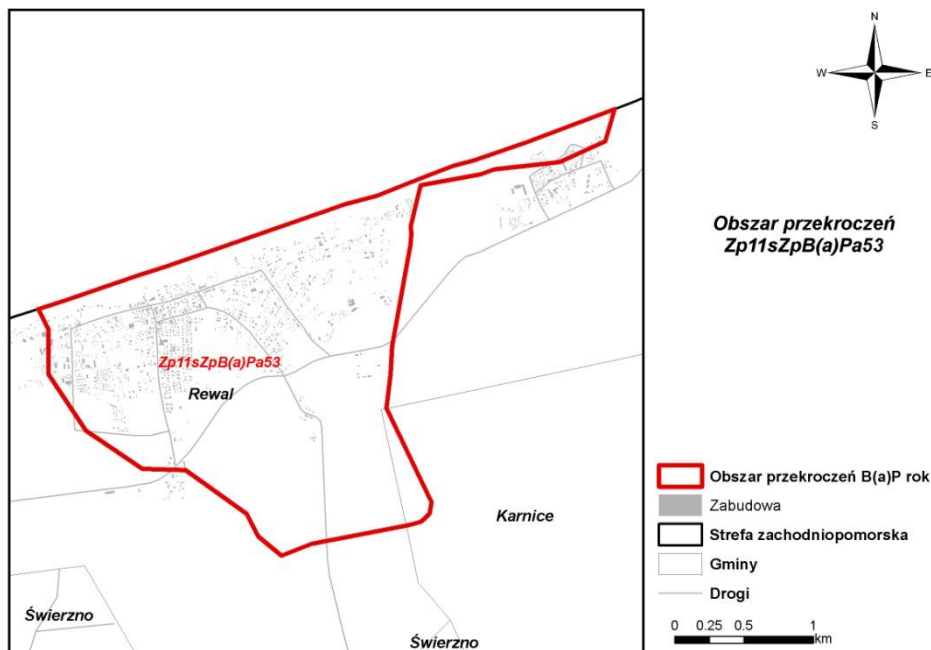 N
W E
S
Obszar przekroczeń
Zp11sZpB(a)Pa53
Zp11sZpB(a)Pa53
Rewal
Karnice
Świerzno
Świerzno
Obszar przekroczeń B(a)P rok
Zabudowa
Strefa zachodniopomorska
Gminy
Drogi
0 0.25 0.5 1
km